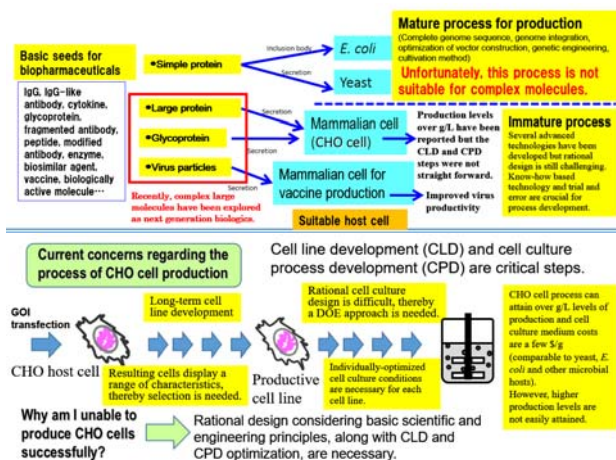 Basic seeds for
biopharmaceuticals
IgG, IgG-like
antibody, cytokine,
glycoprotein,
fragmented antibody,
peptide, modified
antibody, enzyme,
biosimilar agent,
vaccine, biologically
active molecule…
•Simple protein
•Large protein
•Glycoprotein
•Virus particles
Recently, complex large
molecules have been explored
as next generation biologics.
Inclusion body
Secretion
Secretion
Secretion
E. coli
Yeast
Mammalian cell
(CHO cell)
Mammalian cell for
vaccine production
Suitable host cell
Mature process for production
(Complete genome sequence, genome integration,
optimization of vector construction, genetic engineering,
cultivation method)
Unfortunately, this process is not
suitable for complex molecules.
Production levels
over g/L have been
reported but the CLD
and CPD
steps were not
straight forward.
Improved virus
productivity
Immature process
Several advanced
technologies have been
developed but rational design
is still challenging.
Know-how based
technology and trial and
error are crucial for
process development.
Current concerns regarding the
process of CHO cell production
Cell line development (CLD) and cell culture
process development (CPD) are critical steps.
GOI
transfection
CHO host cell
Long-term cell
line development
Resulting cells display a
range of characteristics,
thereby selection is needed.
Productive
cell line
Rational cell culture
design is difficult, thereby
a DOE approach is needed.
Individually-optimized
cell culture conditions
are necessary for each
cell line.
CHO cell process can
attain over g/L levels of
production and cell
culture medium costs
are a few $/g
(comparable to yeast, E.
coli and other microbial
hosts).
However, higher
production levels are
not easily attained.
Why am I unable to
produce CHO cells
successfully?
Rational design considering basic scientific and
engineering principles, along with CLD and
CPD optimization, are necessary.